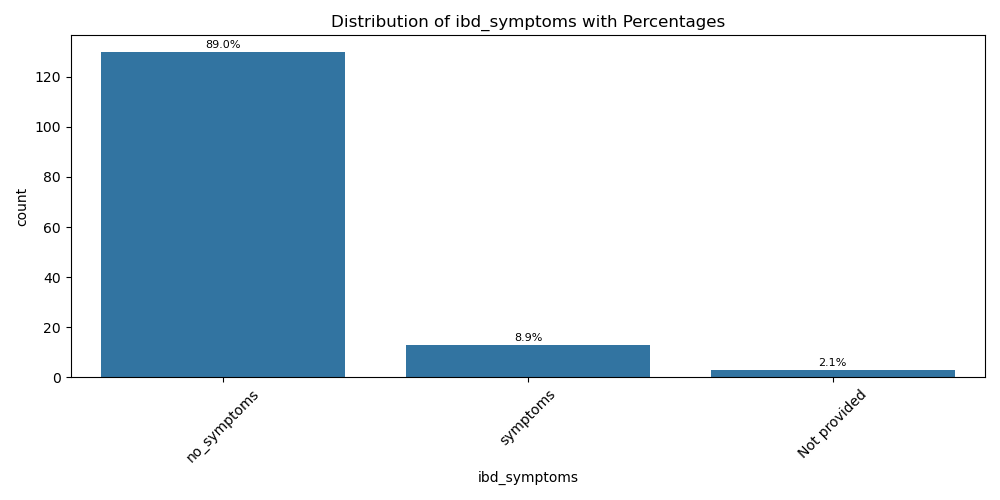 Distribution of ibd_symptoms with Percentages
89.0%
8.9%
2.1%
120
100
80
60
40
20
0
count
no_symptoms
symptoms
Not provided
ibd_symptoms